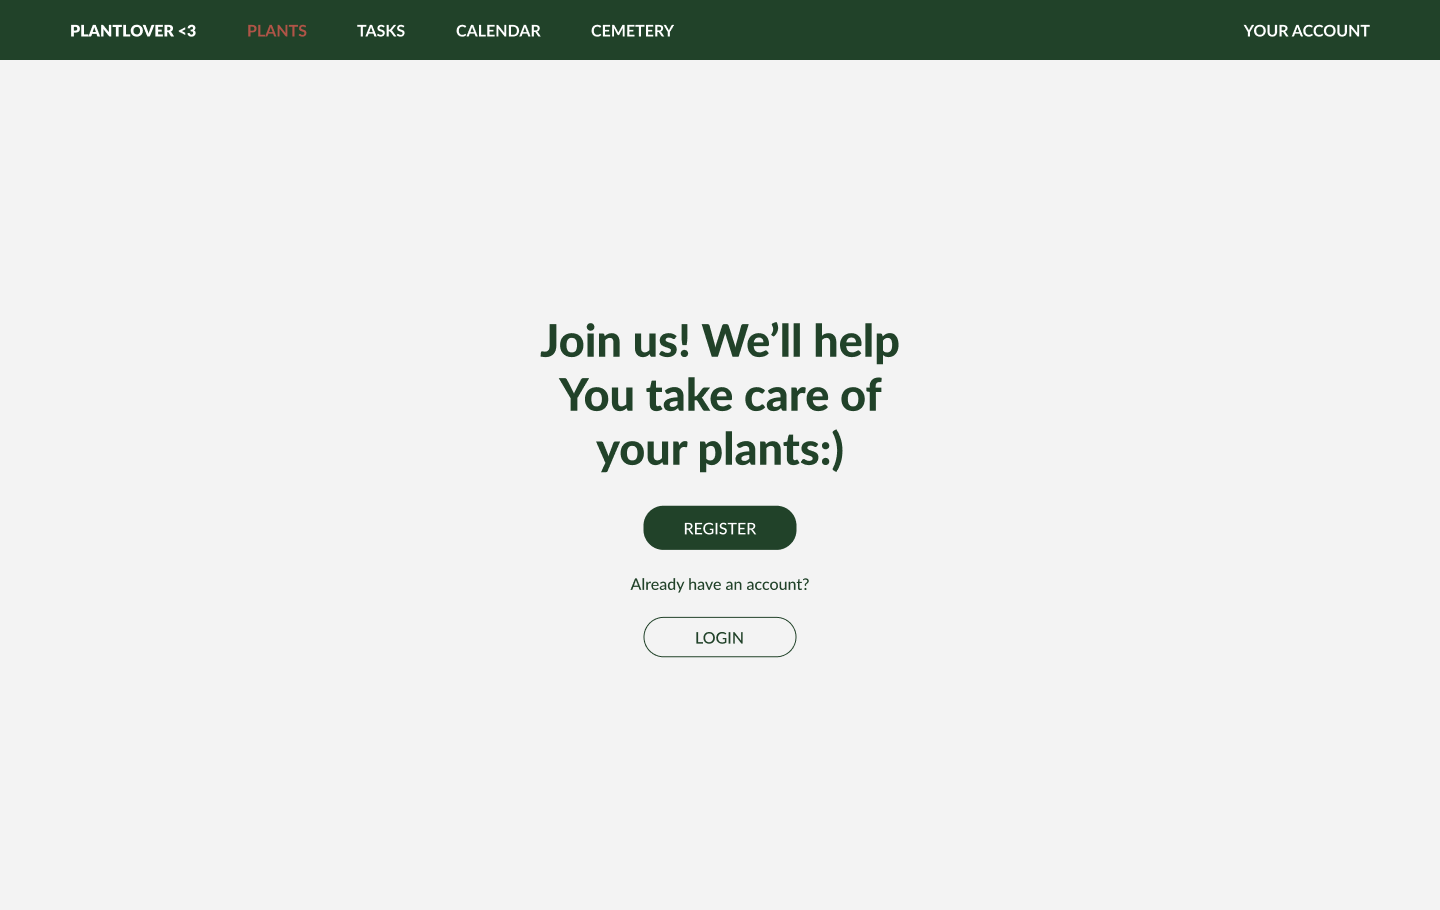 PLANTLOVER <3 PLANTS TASKS CALENDAR CEMETERY YOUR ACCOUNT
Join us! We’ll help
You take care of
your plants:)
REGISTER
Already have an account?
LOGIN